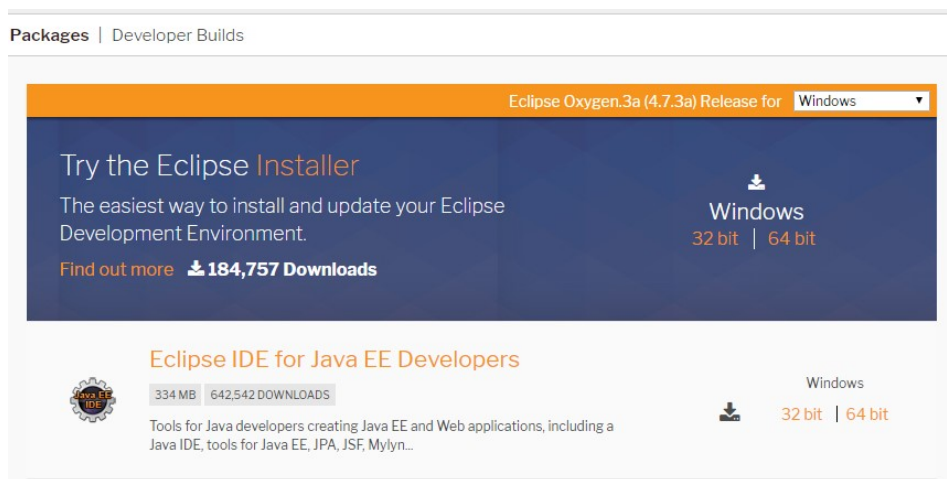 Packages | Developer Builds
Eclipse Oxygen.3a (4.7.3a) Release for Windows
Try the Eclipse Installer
The easiest way to install and update your Eclipse
Development Environment.
Find out more 184,757 Downloads
Windows
32 bit | 64 bit
Eclipse IDE for Java EE Developers
334 MB 642,542 DOWNLOADS
Tools for Java developers creating Java EE and Web applications, including a
Java IDE, tools for Java EE, JPA, JSF, Mylyn...
Java EE
IDE
Windows
32 bit | 64 bit